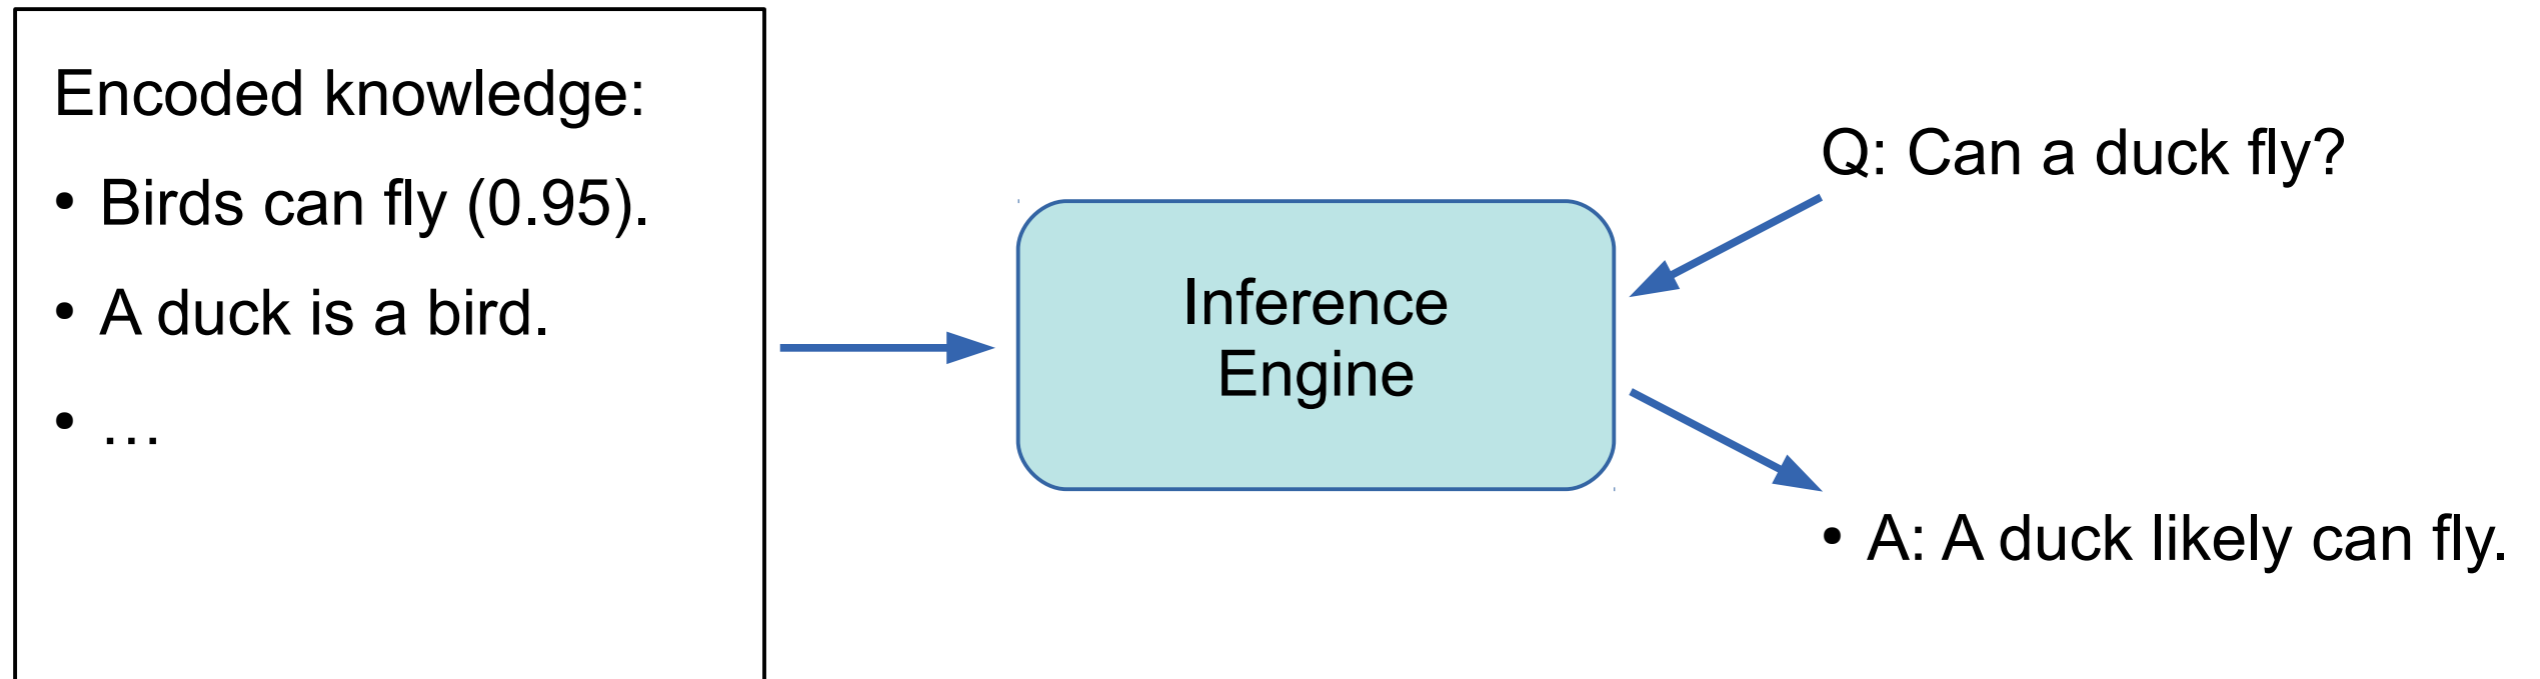 Encoded knowledge:
• Birds can fly (0.95).
• A duck is a bird.
• …
Inference
Engine
Q: Can a duck fly?
• A: A duck likely can fly.